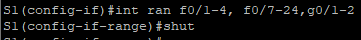 S1(config-if)#int ran f0/1-4, f0/7-24,g0/1-2
S1(config-if-range)#shut